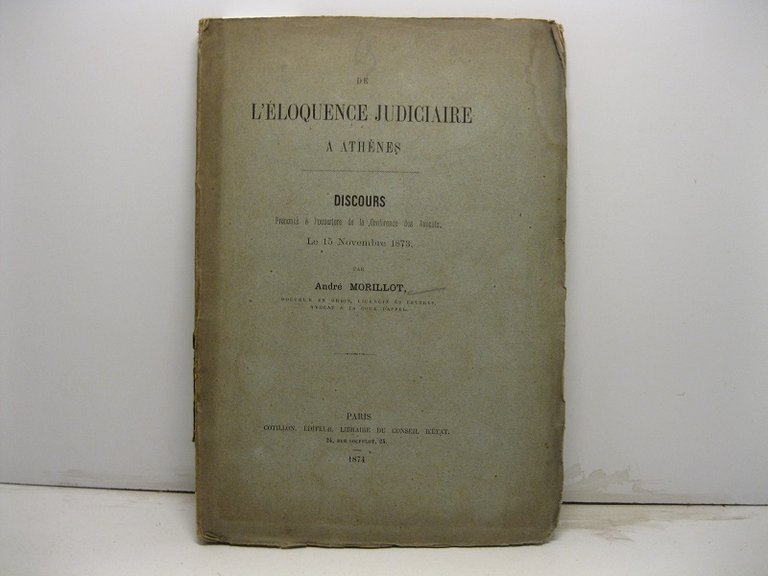 DE
L'ÉLOQUENCE JUDICIAIRE
A ATHÈNES
DISCOURS
Prononcé à l'ouverture de la Conférence des Avocats,
Le 15 Novembre 1873,
PAR
André MORILLOT,
DOCTEUR EN DROIT, LICENCIÉ ÈS LETTRES,
AVOCAT A LA COUR D'APPEL.
PARIS
COTILLON, ÉDITEUR, LIBRAIRE DU CONSEIL D'ÉTAT,
24, RUE SOUFFLOT, 24.
1874